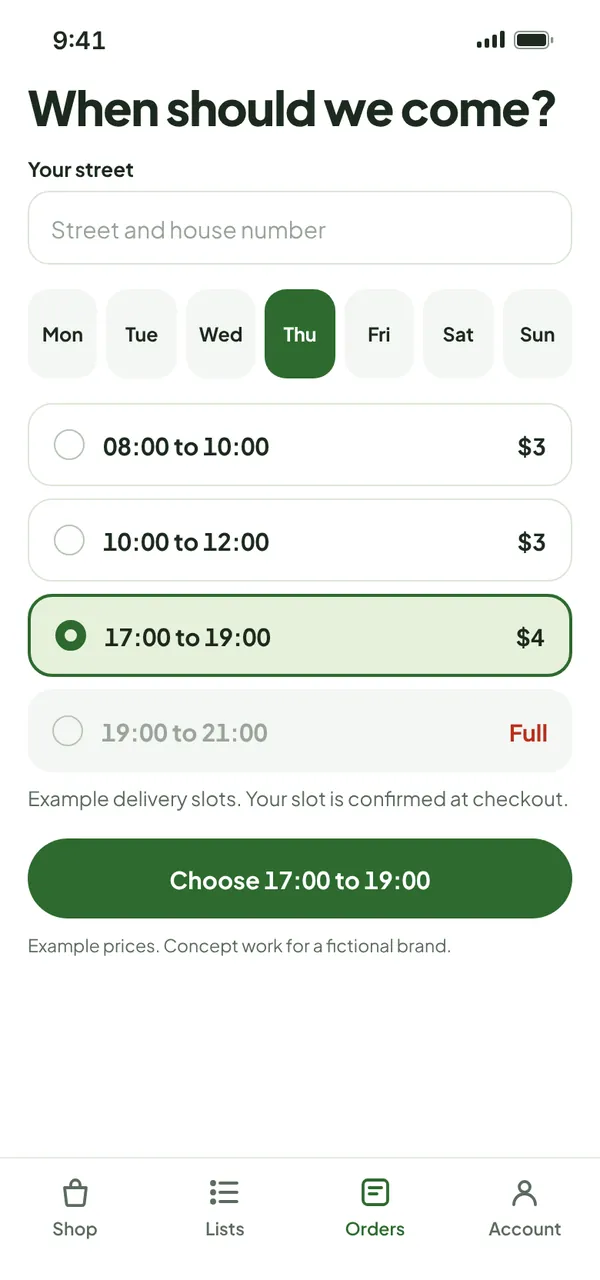 9:41
When should we come?
Your street
Street and house number
Mon Tue Wed Thu Fri Sat Sun
08:00 to 10:00 $3
10:00 to 12:00 $3
17:00 to 19:00 $4
19:00 to 21:00 Full
Example delivery slots. Your slot is confirmed at checkout.
Choose 17:00 to 19:00
Example prices. Concept work for a fictional brand.
Shop Lists Orders Account